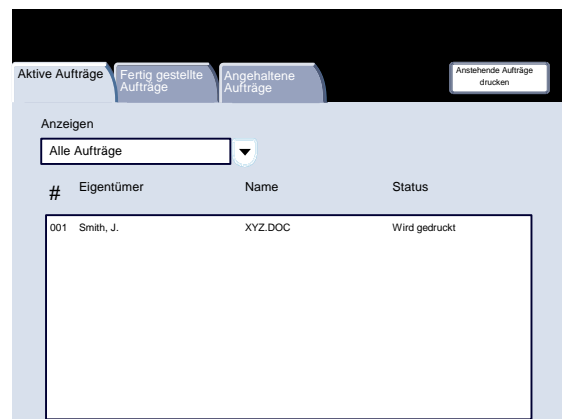 Aktive Aufträge
Fertig gestellte
Aufträge
Angehaltene
Aufträge
Anstehende Aufträge
drucken
Anzeigen
Alle Aufträge
# Eigentümer Name Status
001 Smith, J. XYZ.DOC Wird gedruckt